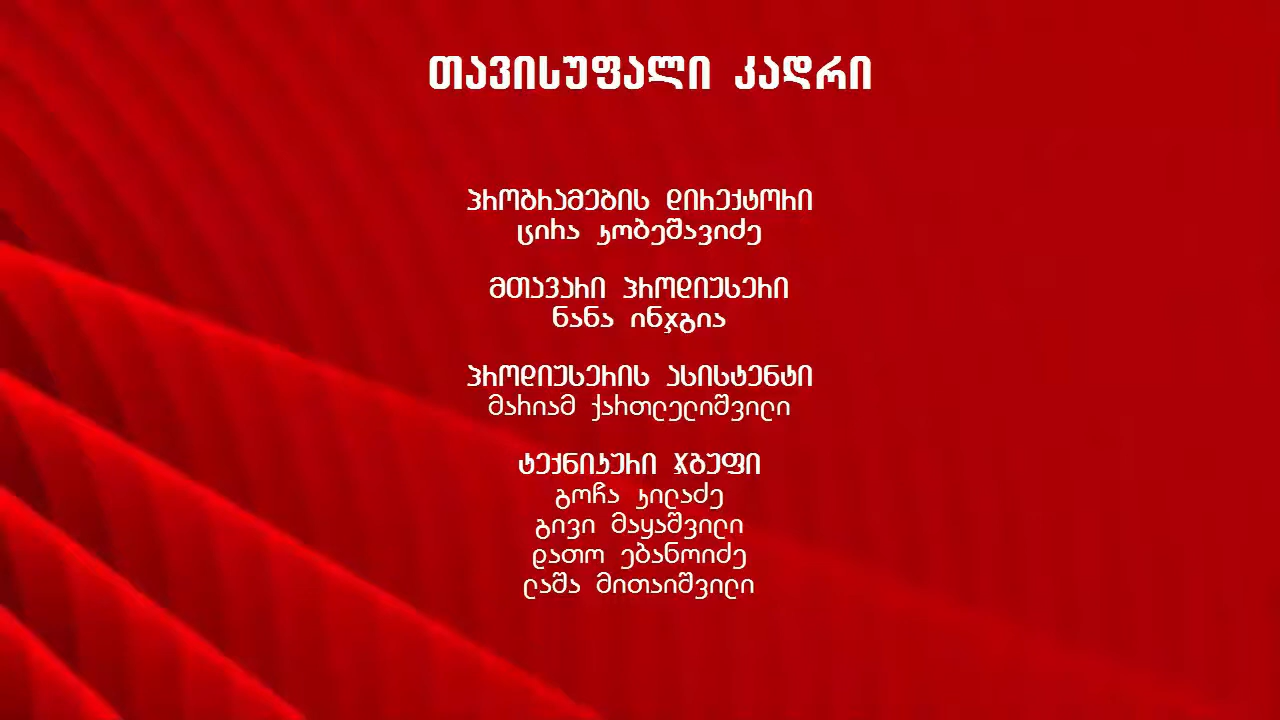 თავისუფალი კადრი
პროგრამების დირექტორი
ცირა კობეშავიძე
მთავარი პროდიუსერი
ნანა ინჯგია
პროდიუსერის ასისტენტი
მარიამ ქართლელიშვილი
ტექნიკური ჯგუფი
გოჩა კილაძე
გივი მაყაშვილი
დათო ებანოიძე
ლაშა მითაიშვილი